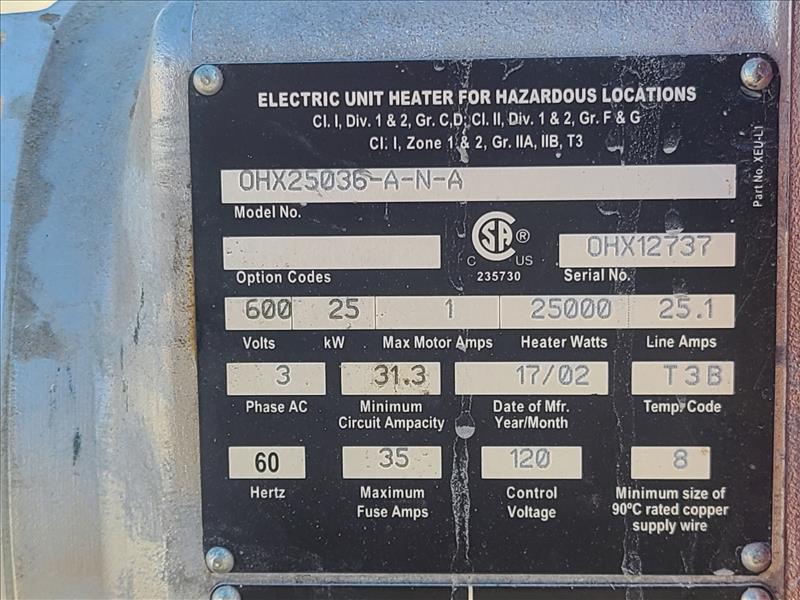 ELECTRIC UNIT HEATER FOR HAZARDOUS LOCATIONS
Cl. I, Div. 1 & 2, Gr. C,D; Cl. II, Div. 1 & 2, Gr. F & G
Cl. I, Zone 1 & 2, Gr. IIA, IIB, T3
Part No. XEU-L1
OHX25036-A-N-A
Model No.
SA ®
C US
235730
OHX12737
Option Codes
Serial No.
600 25 1 25000 25.1
Volts kW Max Motor Amps Heater Watts Line Amps
3 31.3 17/02 T3B
Phase AC Minimum Date of Mfr. Temp. Code
Circuit Ampacity Year/Month
60 35 120 8
Hertz Maximum Control Minimum size of
Fuse Amps Voltage 90ºC rated copper
supply wire